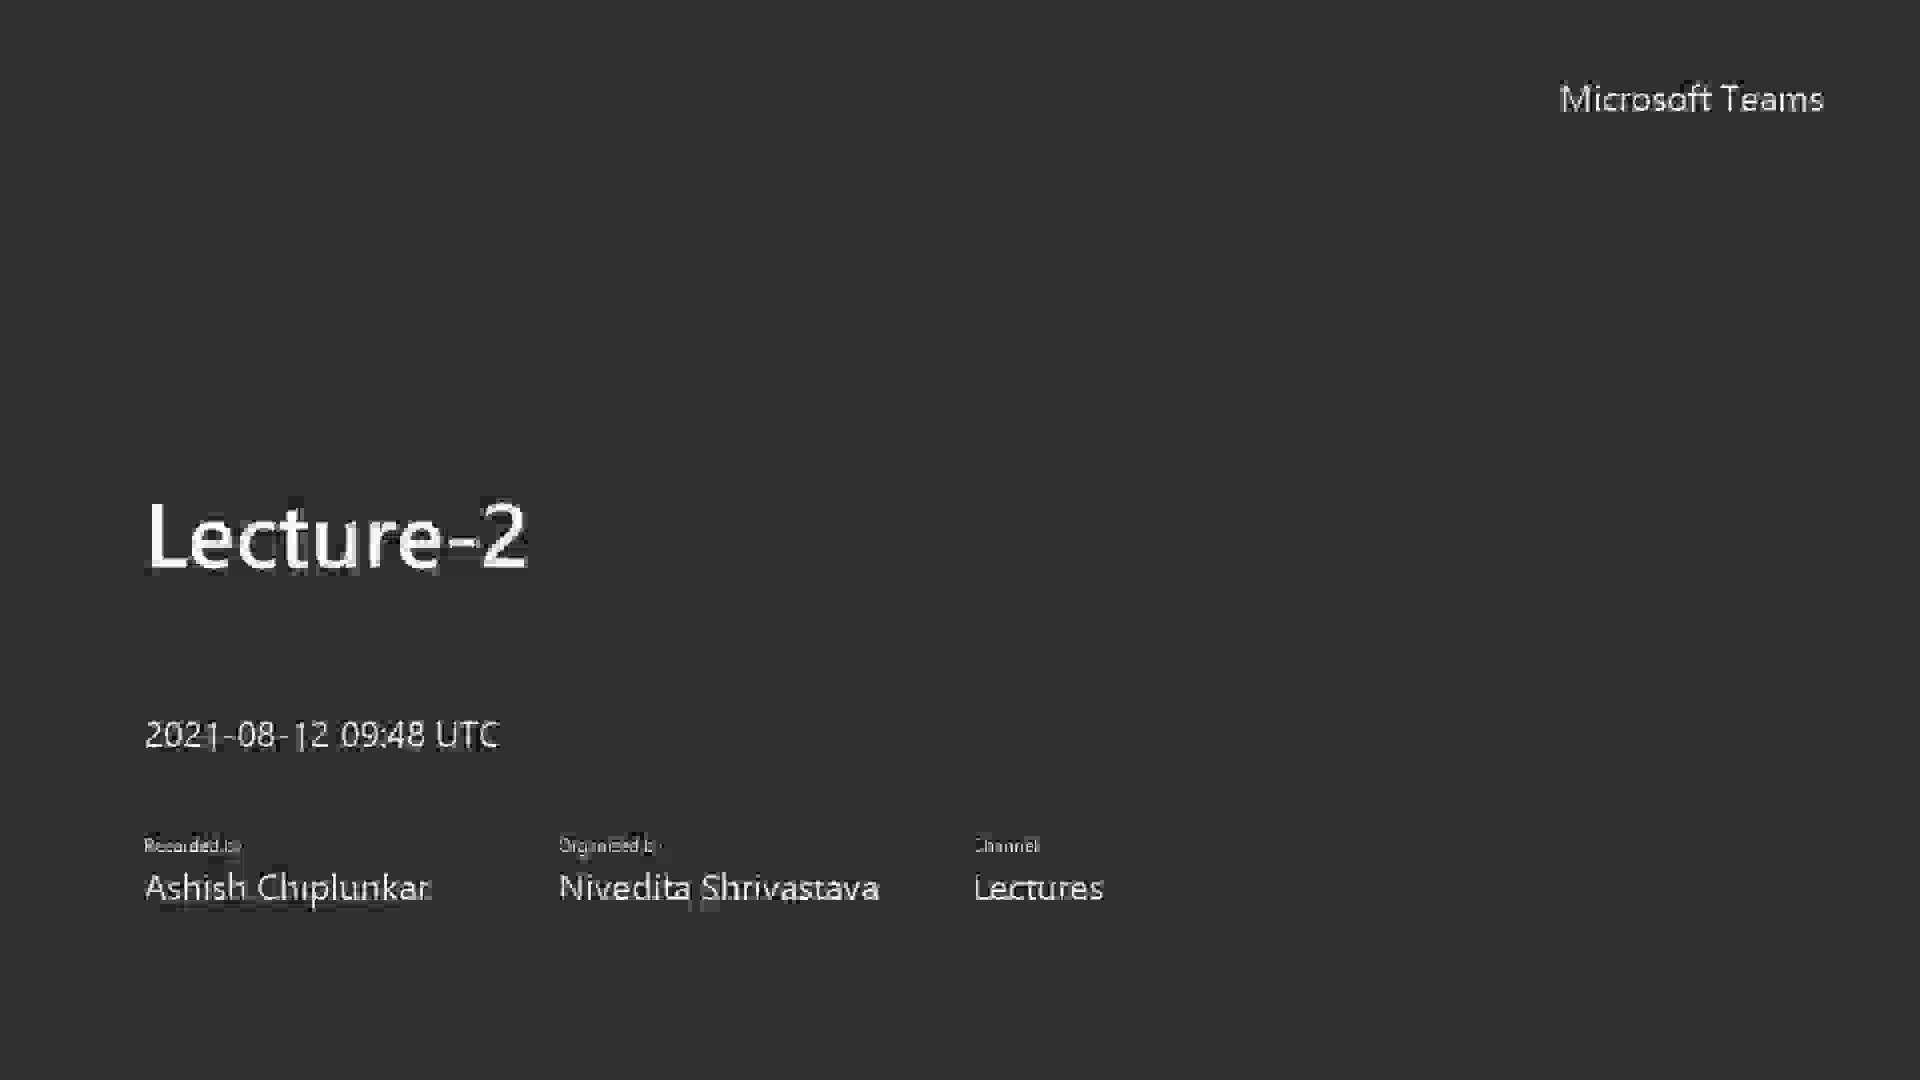 Microsoft Teams
Lecture-2
2021-08-12 09:48 UTC
Recorded by
Organized by
Channel
Ashish Chiplunkar
Nivedita Shrivastava
Lectures